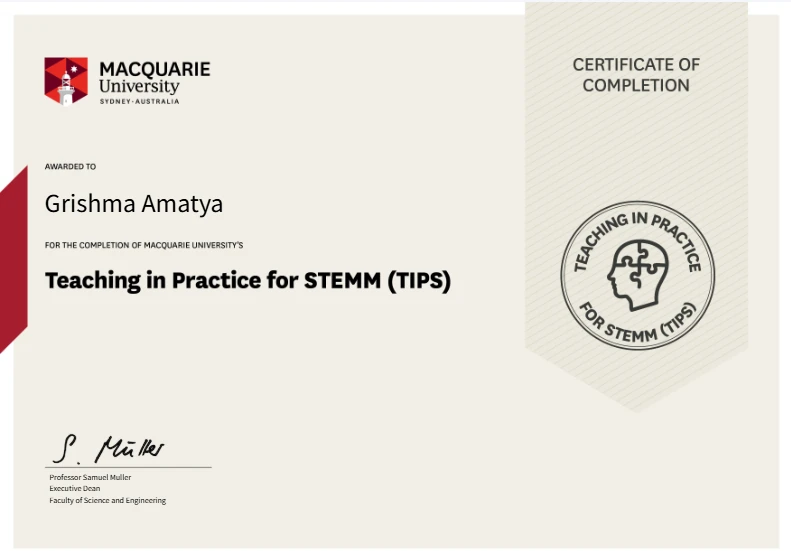 MACQUARIE
University
SYDNEY·AUSTRALIA
CERTIFICATE OF
COMPLETION
AWARDED TO
Grishma Amatya
FOR THE COMPLETION OF MACQUARIE UNIVERSITY'S
Teaching in Practice for STEMM (TIPS)
TEACHING IN PRACTICE
FOR STEMM (TIPS)
S. Müller
Professor Samuel Muller
Executive Dean
Faculty of Science and Engineering